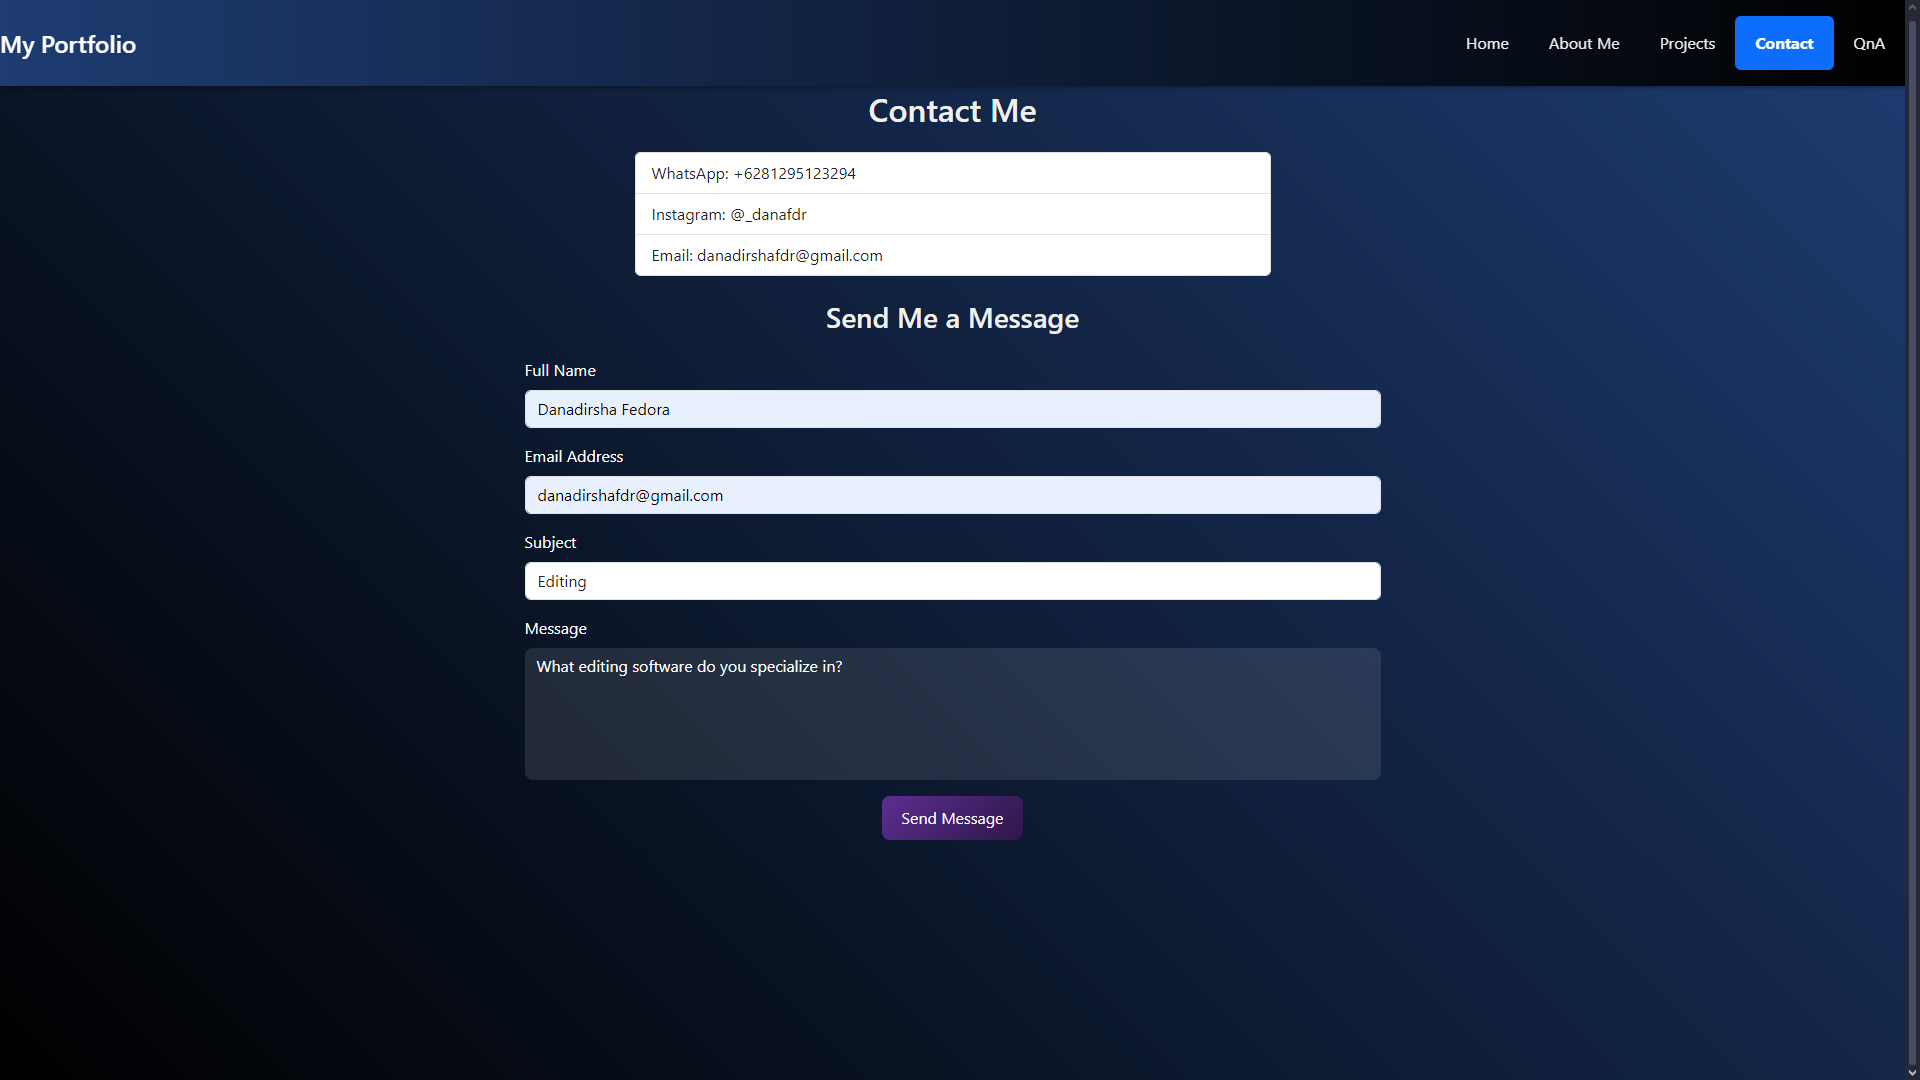 My Portfolio
Home
About Me
Projects
Contact
QnA
Contact Me
WhatsApp: +6281295123294
Instagram: @_danafdr
Email: danadirshafdr@gmail.com
Send Me a Message
Full Name
Danadirsha Fedora
Email Address
danadirshafdr@gmail.com
Subject
Editing
Message
What editing software do you specialize in?
Send Message